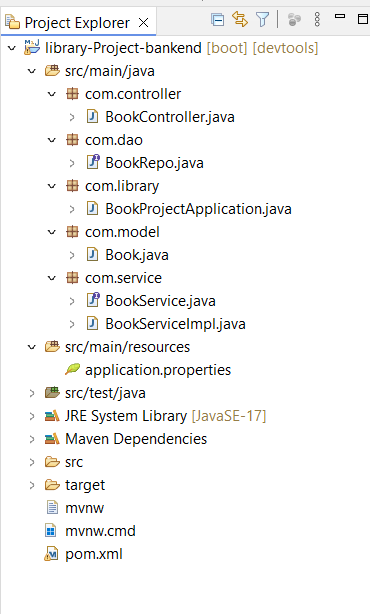 Project Explorer
library-Project-bankend [boot] [devtools]
src/main/java
com.controller
BookController.java
com.dao
BookRepo.java
com.library
BookProjectApplication.java
com.model
Book.java
com.service
BookService.java
BookServiceImpl.java
src/main/resources
application.properties
src/test/java
JRE System Library [JavaSE-17]
Maven Dependencies
src
target
mvnw
mvnw.cmd
pom.xml